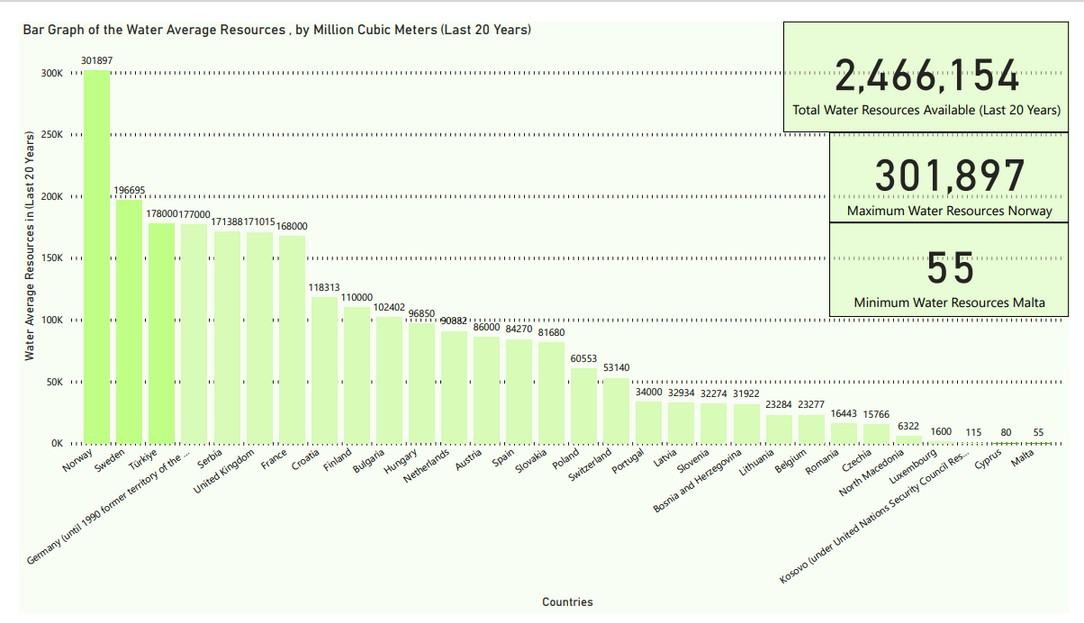 Bar Graph of the Water Average Resources , by Million Cubic Meters (Last 20 Years)
2,466,154
Total Water Resources Available (Last 20 Years)
301,897
Maximum Water Resources Norway
55
Minimum Water Resources Malta
Water Average Resources in (Last 20 Years)
300K
250K
200K
150K
100K
50K
0K
301897
196695
178000
177000
171388
171015
168000
118313
110000
102402
96850
90882
86000
84270
81680
60553
53140
34000
32934
32274
31922
23284
23277
16443
15766
6322
1600
115
80
55
Norway
Sweden
Türkiye
Germany (until 1990 former territory of the ...
Serbia
United Kingdom
France
Croatia
Finland
Bulgaria
Hungary
Netherlands
Austria
Spain
Slovakia
Poland
Switzerland
Portugal
Latvia
Slovenia
Bosnia and Herzegovina
Lithuania
Belgium
Romania
Czechia
North Macedonia
Luxembourg
Kosovo (under United Nations Security Council Res...
Cyprus
Malta
Countries